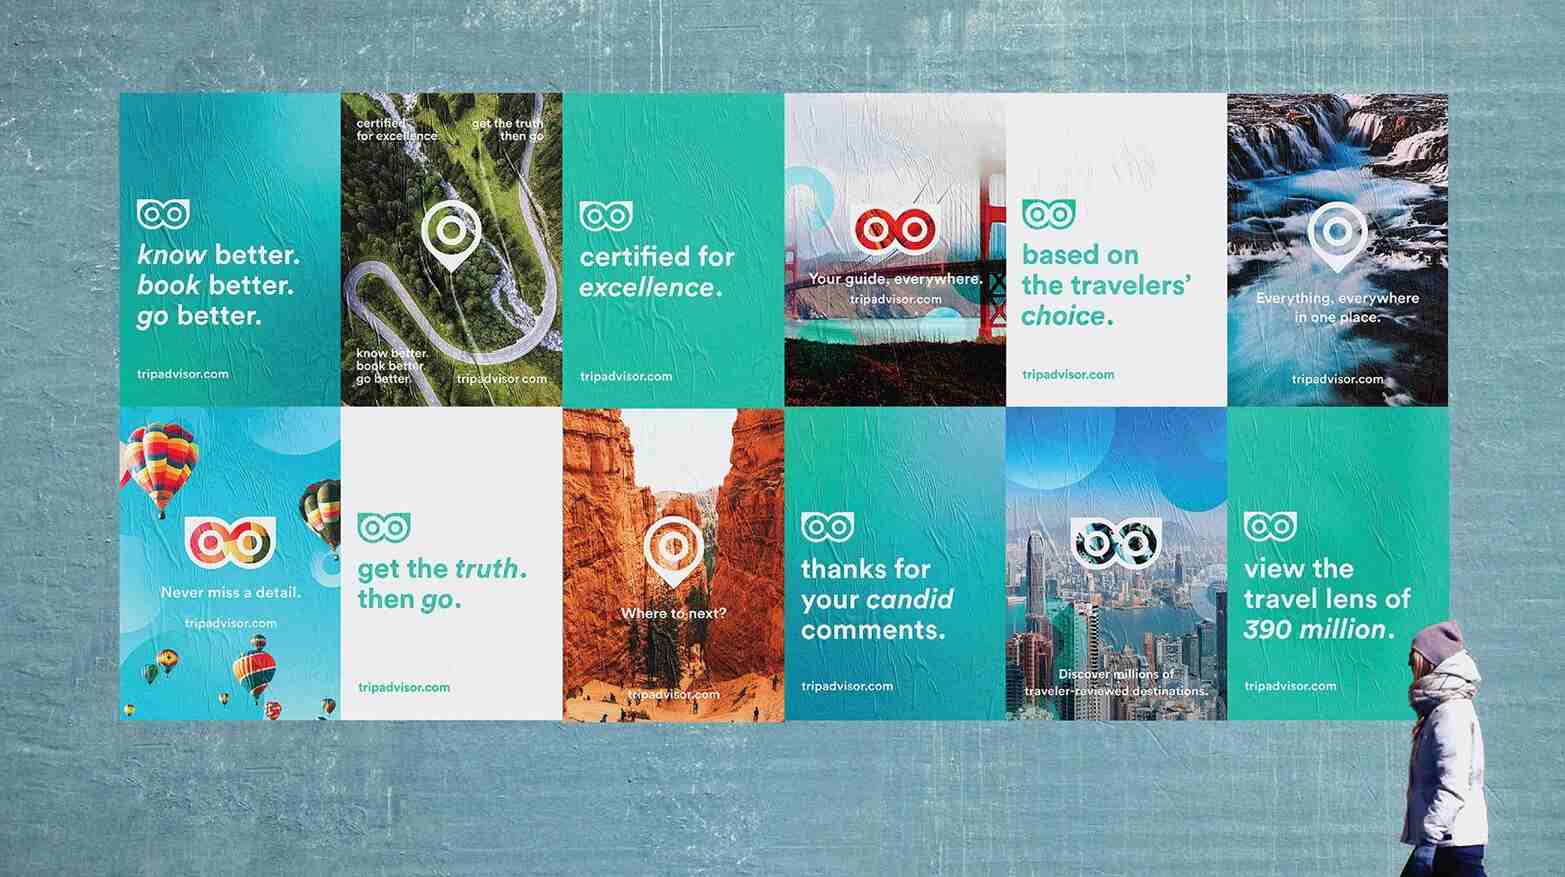 know better.
book better.
go better.
tripadvisor.com
certified
for excellence
get the truth
then go
know better.
book better.
go better.
tripadvisor.com
certified for
excellence.
tripadvisor.com
Your guide, everywhere.
tripadvisor.com
based on
the travelers'
choice.
tripadvisor.com
Everything, everywhere
in one place.
tripadvisor.com
Never miss a detail.
tripadvisor.com
get the truth.
then go.
tripadvisor.com
Where to next?
tripadvisor.com
thanks for
your candid
comments.
tripadvisor.com
Discover millions of
traveler-reviewed destinations.
view the
travel lens of
390 million.
tripadvisor.com